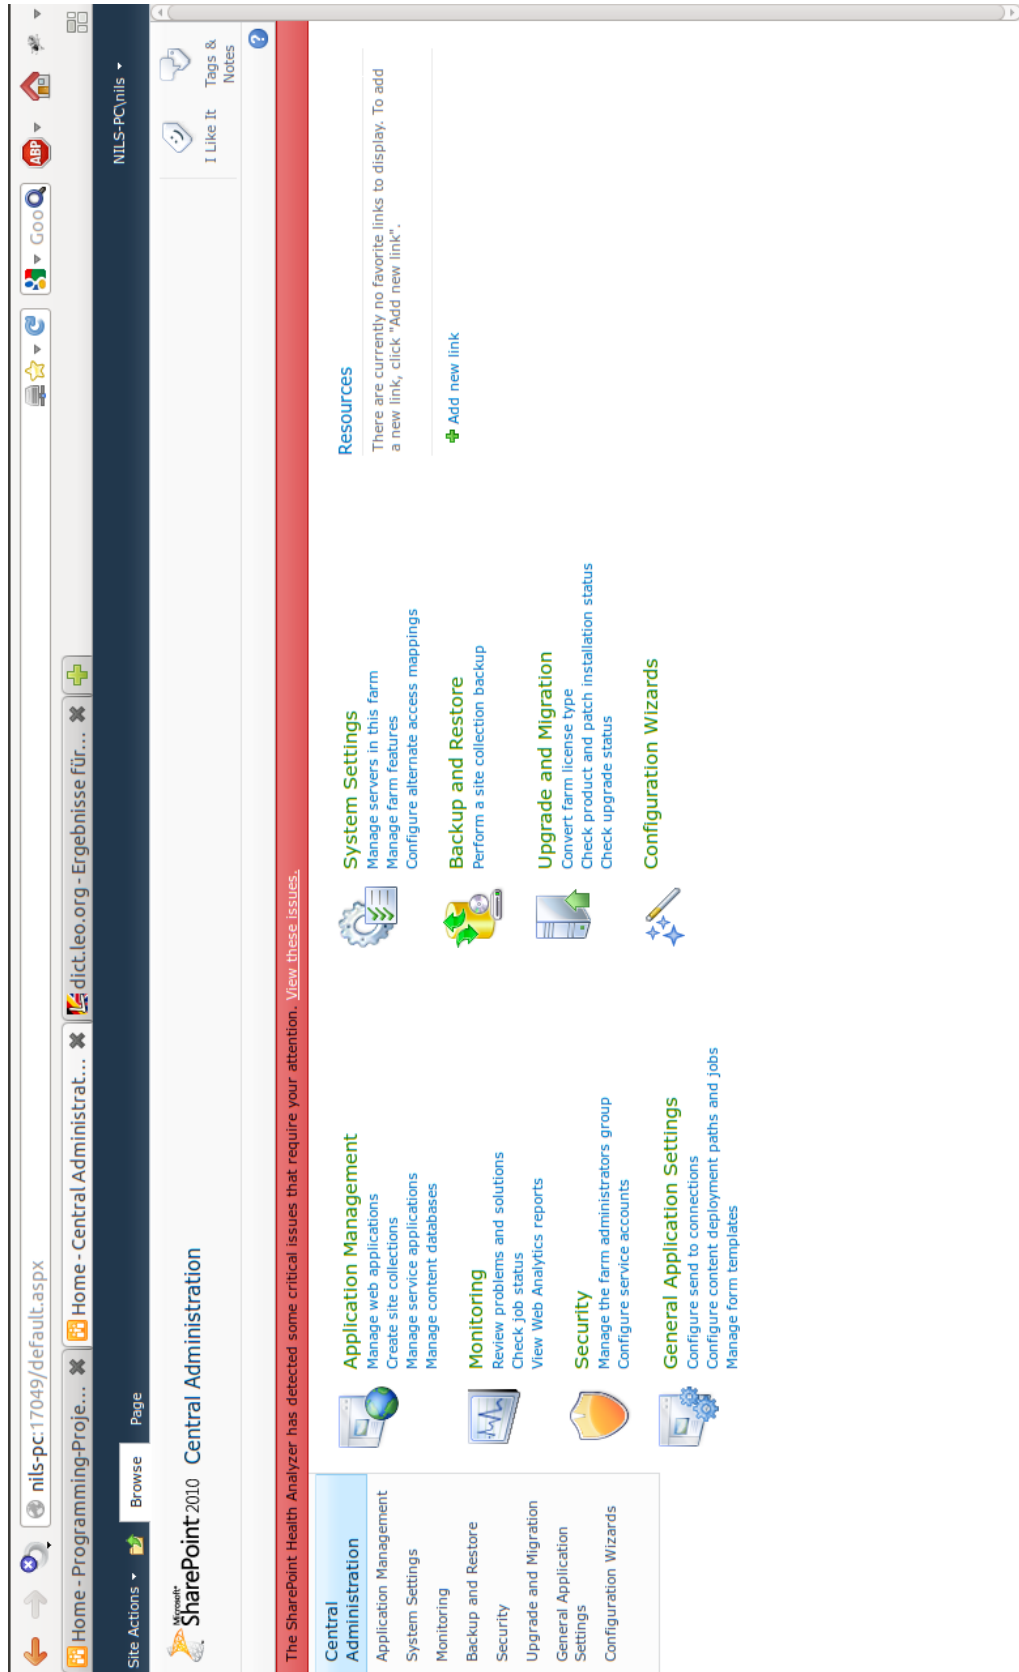 nils-pc:17049/default.aspx
Goo
ABP
Home - Programming-Proje...
Home - Central Administrat...
dict.leo.org - Ergebnisse für...
Site Actions
Browse
Page
NILS-PC\nils
Microsoft
SharePoint 2010
Central Administration
I Like It
Tags &
Notes
The SharePoint Health Analyzer has detected some critical issues that require your attention. View these issues.
Central
Administration
Application Management
System Settings
Monitoring
Backup and Restore
Security
Upgrade and Migration
General Application
Settings
Configuration Wizards
Application Management
Manage web applications
Create site collections
Manage service applications
Manage content databases
Monitoring
Review problems and solutions
Check job status
View Web Analytics reports
Security
Manage the farm administrators group
Configure service accounts
General Application Settings
Configure send to connections
Configure content deployment paths and jobs
Manage form templates
System Settings
Manage servers in this farm
Manage farm features
Configure alternate access mappings
Backup and Restore
Perform a site collection backup
Upgrade and Migration
Convert farm license type
Check product and patch installation status
Check upgrade status
Configuration Wizards
Resources
There are currently no favorite links to display. To add
a new link, click "Add new link".
Add new link